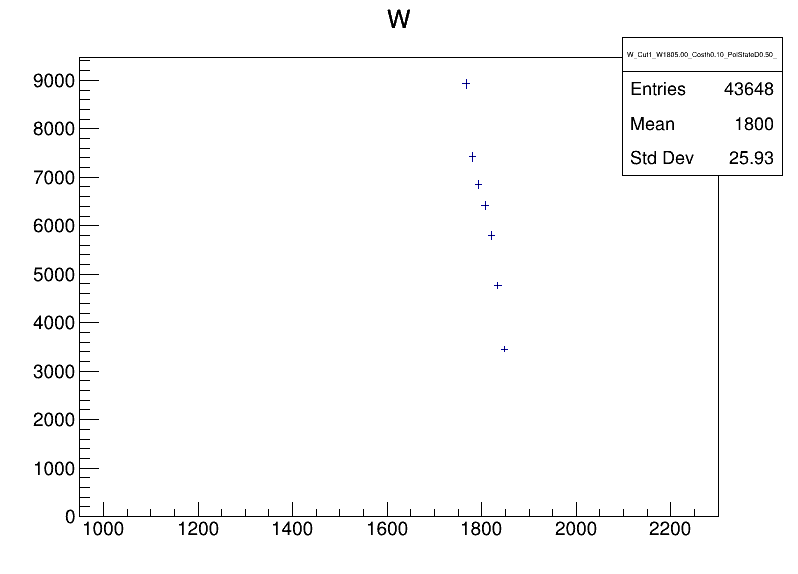 W
W_Cut1_W1805.00_Costh0.10_PolStateD0.50_
Entries 43648
Mean 1800
Std Dev 25.93
9000
8000
7000
6000
5000
4000
3000
2000
1000
0
1000 1200 1400 1600 1800 2000 2200